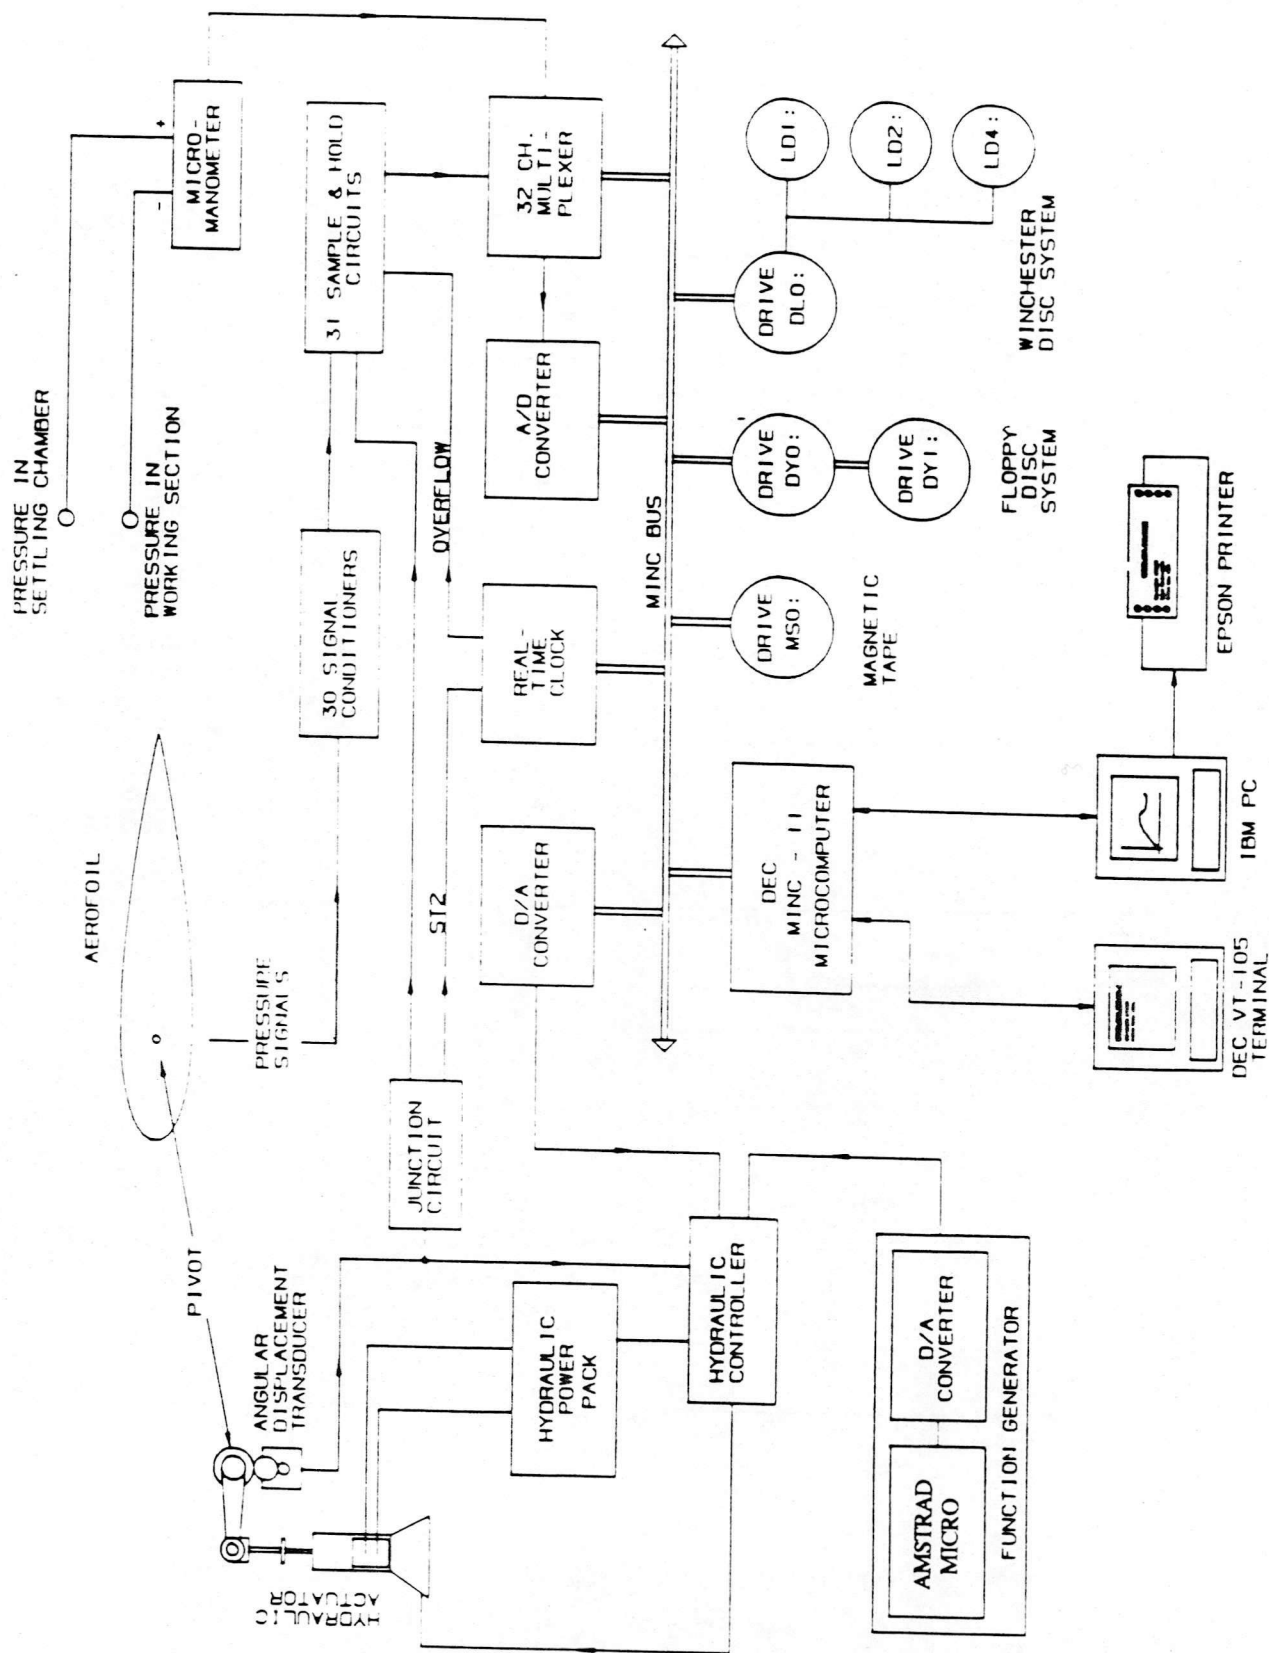 PRESSURE IN
SETTLING CHAMBER
PRESSURE IN
WORKING SECTION
+
-
MICRO-
MANOMETER
AEROFOIL
PIVOT
PRESSURE
SIGNALS
30 SIGNAL
CONDITIONERS
31 SAMPLE & HOLD
CIRCUITS
32 CH.
MULTI-
PLEXER
ANGULAR
DISPLACEMENT
TRANSDUCER
HYDRAULIC
ACTUATOR
JUNCTION
CIRCUIT
ST2
OVERFLOW
HYDRAULIC
POWER
PACK
D/A
CONVERTER
REAL-
TIME
CLOCK
A/D
CONVERTER
MINC BUS
HYDRAULIC
CONTROLLER
DEC
MINC - 11
MICROCOMPUTER
DRIVE
MS0:
MAGNETIC
TAPE
DRIVE
DY0:
DRIVE
DY1:
FLOPPY
DISC
SYSTEM
DRIVE
DL0:
LD1:
LD2:
LD4:
WINCHESTER
DISC SYSTEM
AMSTRAD
MICRO
D/A
CONVERTER
FUNCTION GENERATOR
DEC VT-105
TERMINAL
IBM PC
EPSON PRINTER